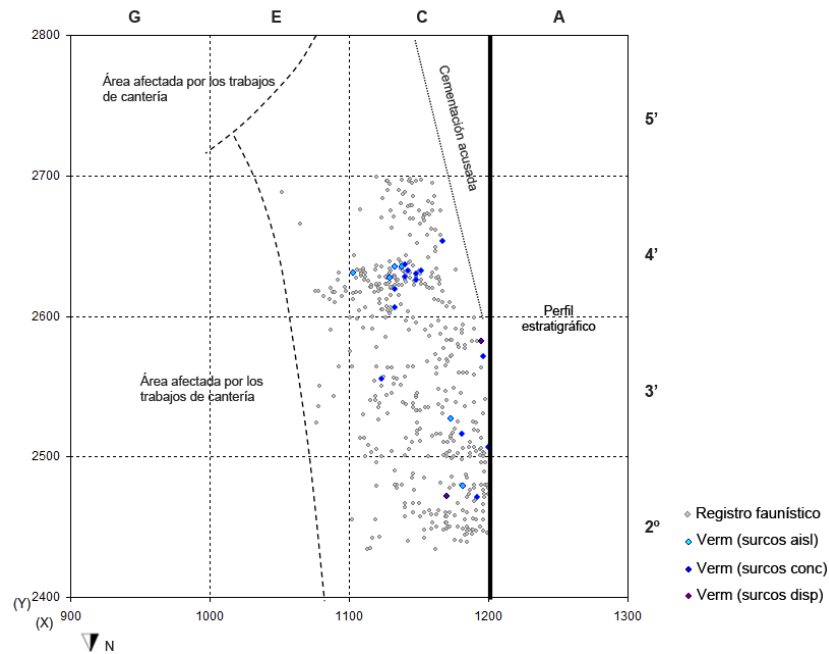 G E C A
2800
Área afectada por los trabajos
de cantería
Cementación acusada
5'
2700
4'
2600
Perfil
estratigráfico
Área afectada por los
trabajos de cantería
3'
2500
2º
Registro faunístico
Verm (surcos aisl)
Verm (surcos conc)
Verm (surcos disp)
2400
(Y)
(X)
900 1000 1100 1200 1300
N